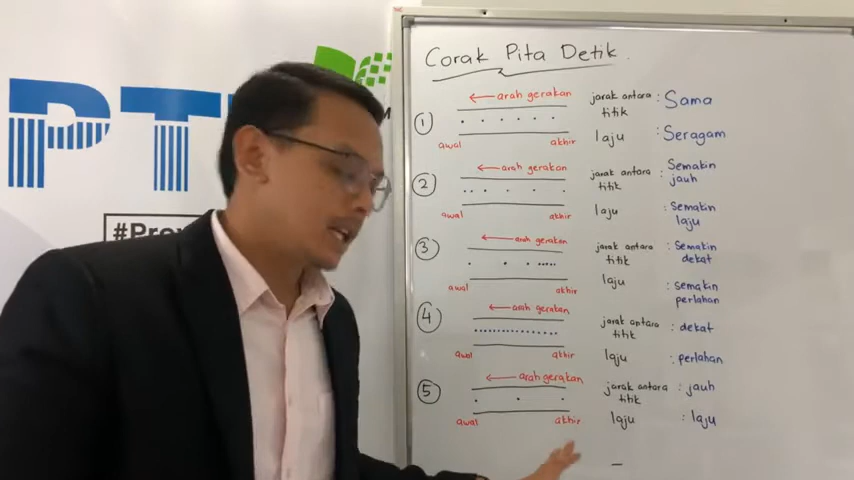 PT
#Pro
Corak Pita Detik
1
← arah gerakan
awal akhir
jarak antara titik : Sama
laju : Seragam
2
← arah gerakan
awal akhir
jarak antara titik : Semakin jauh
laju : Semakin laju
3
← arah gerakan
awal akhir
jarak antara titik : Semakin dekat
laju : semakin perlahan
4
← arah gerakan
awal akhir
jarak antara titik : dekat
laju : perlahan
5
← arah gerakan
awal akhir
jarak antara titik : jauh
laju : laju